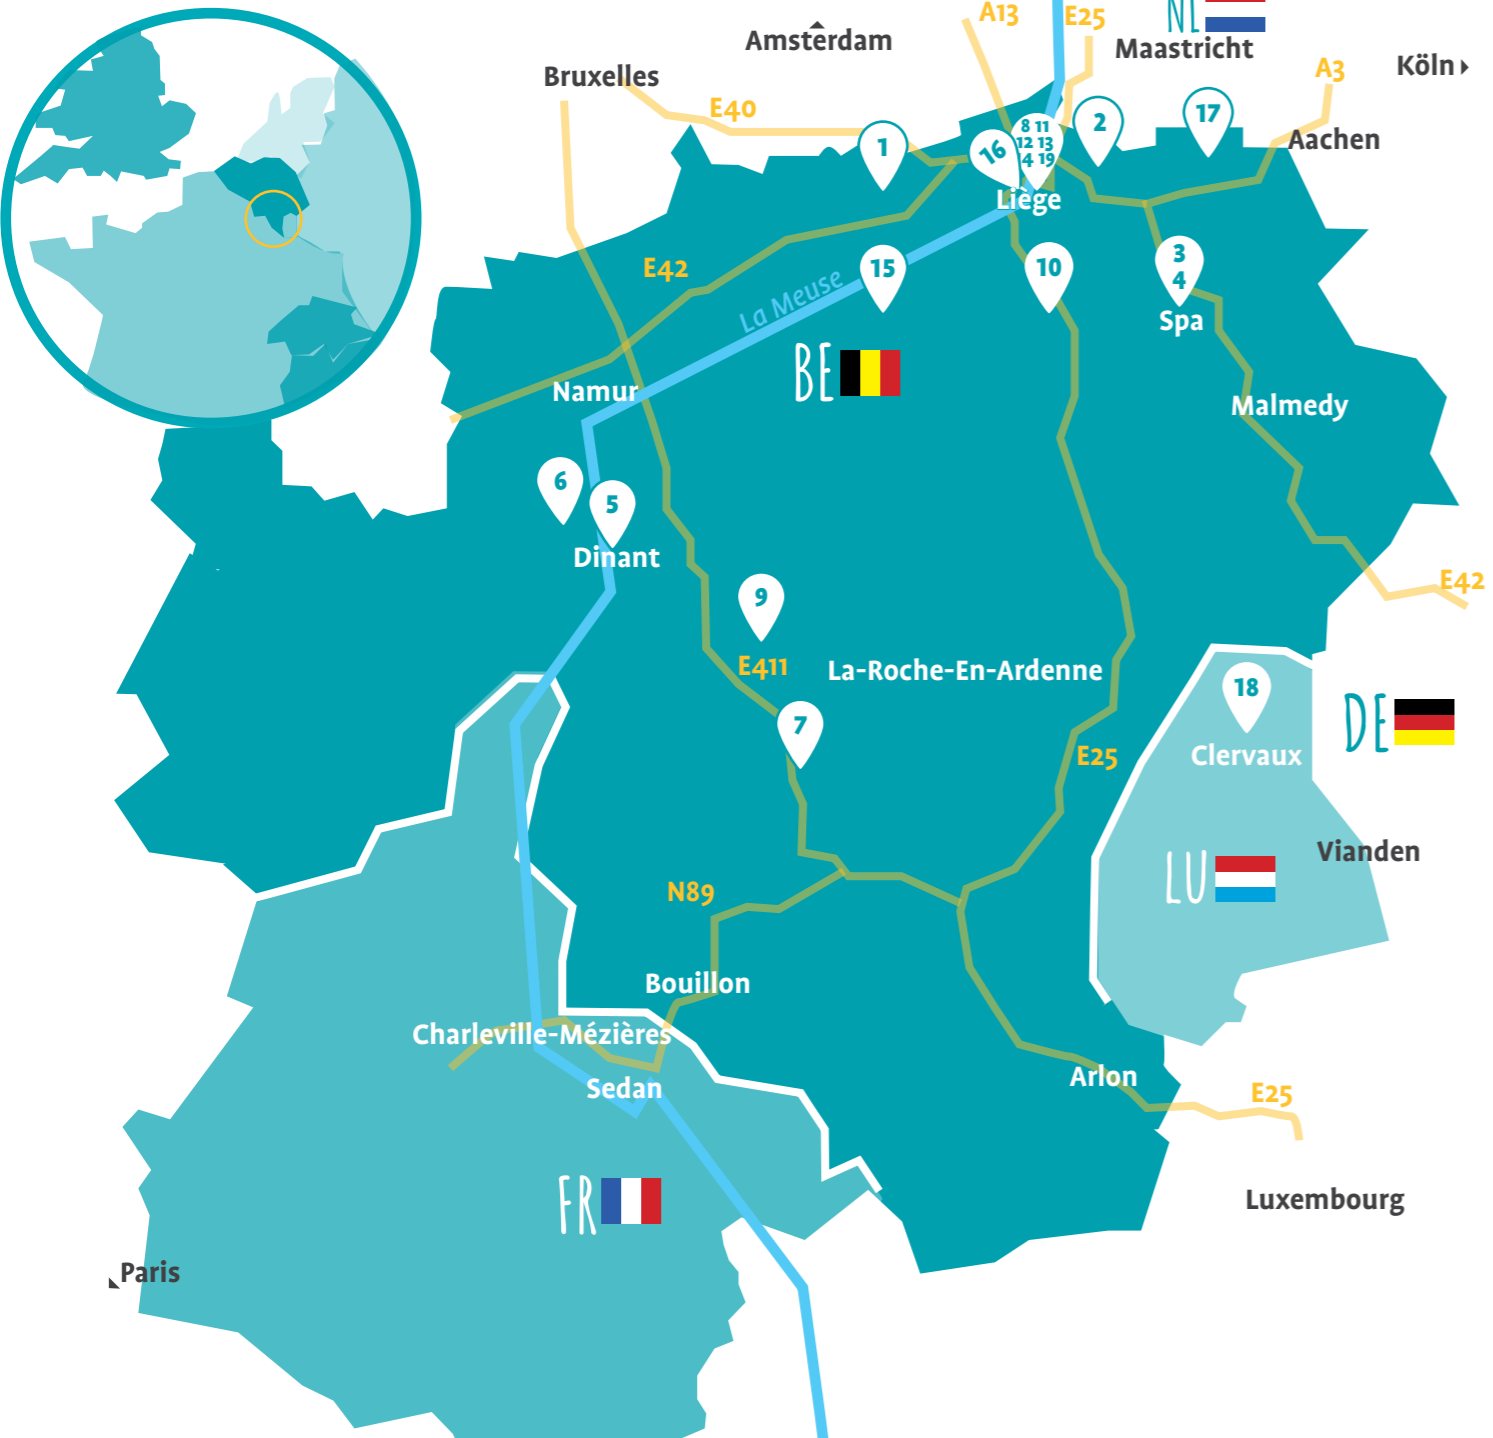 A13
E25
NL
Amsterdam
Maastricht
Köln
A3
Bruxelles
E40
1
2
17
Aachen
16
8 11
12 13
14 19
Liège
E42
La Meuse
15
10
3
4
Spa
BE
Namur
Malmedy
6
5
Dinant
E42
9
E411
La-Roche-En-Ardenne
18
7
DE
Clervaux
E25
Vianden
LU
N89
Bouillon
Charleville-Mézières
Sedan
Arlon
E25
FR
Luxembourg
Paris